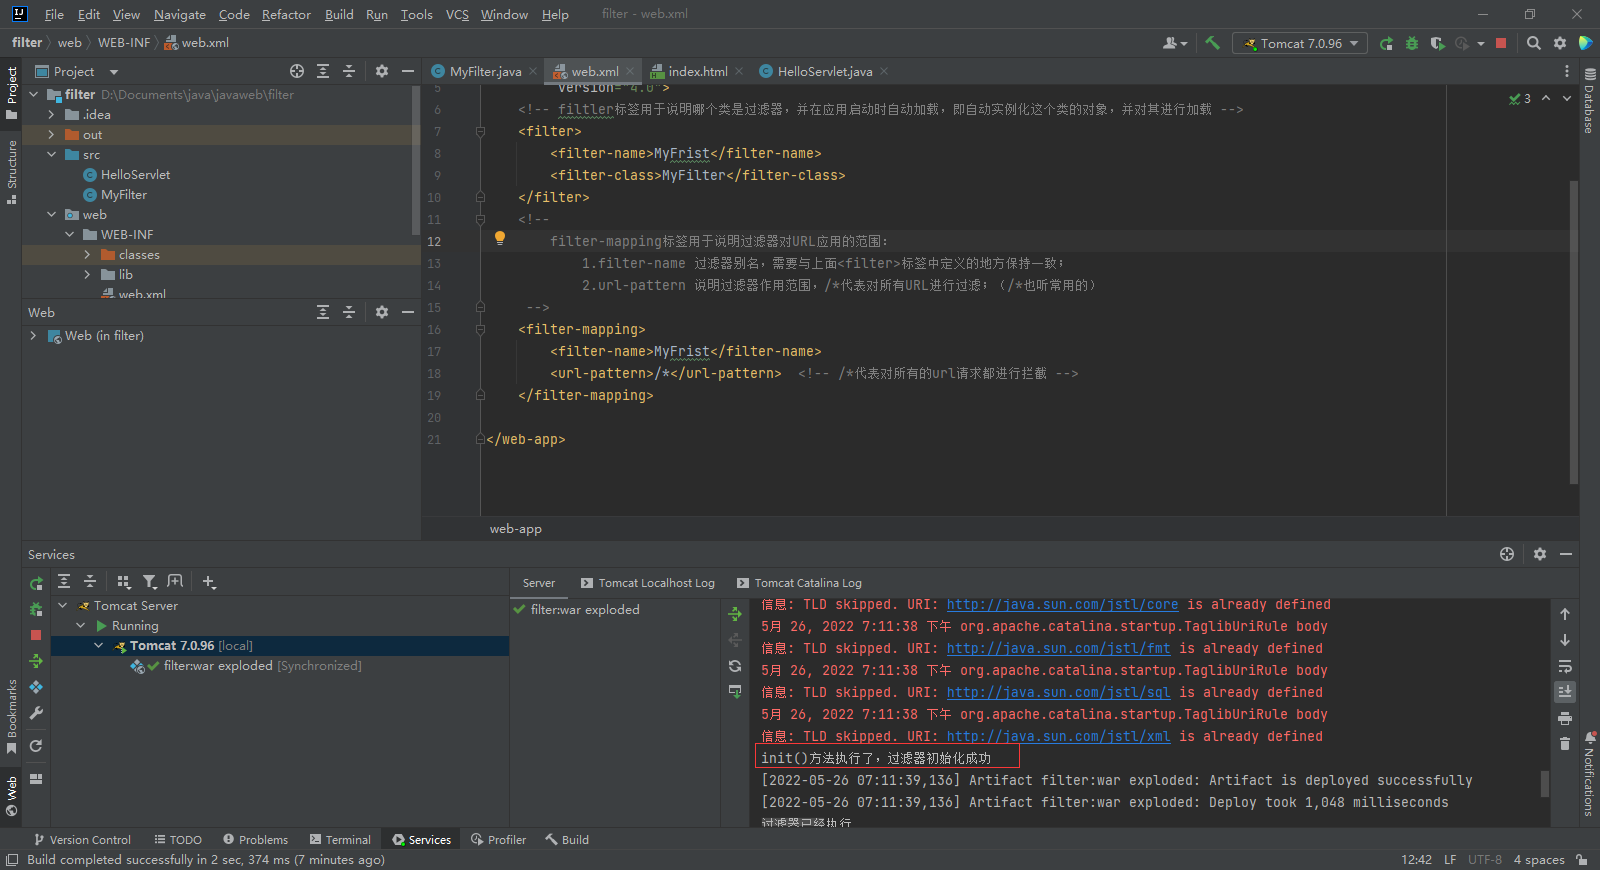 File Edit View Navigate Code Refactor Build Run Tools VCS Window Help filter - web.xml
filter web WEB-INF web.xml
Tomcat 7.0.96
Project
MyFilter.java web.xml index.html HelloServlet.java
Project
Structure
Bookmarks
Web
Database
Notifications
filter D:\Documents\java\javaweb\filter
.idea
out
src
HelloServlet
MyFilter
web
WEB-INF
classes
lib
web.xml
Web
Web (in filter)
3
5 version="4.0">
6 <!-- filtler标签用于说明哪个类是过滤器，并在应用启动时自动加载，即自动实例化这个类的对象，并对其进行加载 -->
7 <filter>
8 <filter-name>MyFrist</filter-name>
9 <filter-class>MyFilter</filter-class>
10 </filter>
11 <!--
12 filter-mapping标签用于说明过滤器对URL应用的范围：
13 1.filter-name 过滤器别名，需要与上面<filter>标签中定义的地方保持一致；
14 2.url-pattern 说明过滤器作用范围，/*代表对所有URL进行过滤；（/*也听常用的）
15 -->
16 <filter-mapping>
17 <filter-name>MyFrist</filter-name>
18 <url-pattern>/*</url-pattern> <!-- /*代表对所有的url请求都进行拦截 -->
19 </filter-mapping>
20
21 </web-app>
web-app
Services
Tomcat Server
Running
Tomcat 7.0.96 [local]
filter:war exploded [Synchronized]
Server Tomcat Localhost Log Tomcat Catalina Log
filter:war exploded
信息: TLD skipped. URI: http://java.sun.com/jstl/core is already defined
5月 26, 2022 7:11:38 下午 org.apache.catalina.startup.TaglibUriRule body
信息: TLD skipped. URI: http://java.sun.com/jstl/fmt is already defined
5月 26, 2022 7:11:38 下午 org.apache.catalina.startup.TaglibUriRule body
信息: TLD skipped. URI: http://java.sun.com/jstl/sql is already defined
5月 26, 2022 7:11:38 下午 org.apache.catalina.startup.TaglibUriRule body
信息: TLD skipped. URI: http://java.sun.com/jstl/xml is already defined
init()方法执行了，过滤器初始化成功
[2022-05-26 07:11:39,136] Artifact filter:war exploded: Artifact is deployed successfully
[2022-05-26 07:11:39,136] Artifact filter:war exploded: Deploy took 1,048 milliseconds
过滤器已经执行
Version Control TODO Problems Terminal Services Profiler Build
Build completed successfully in 2 sec, 374 ms (7 minutes ago)
12:42 LF UTF-8 4 spaces